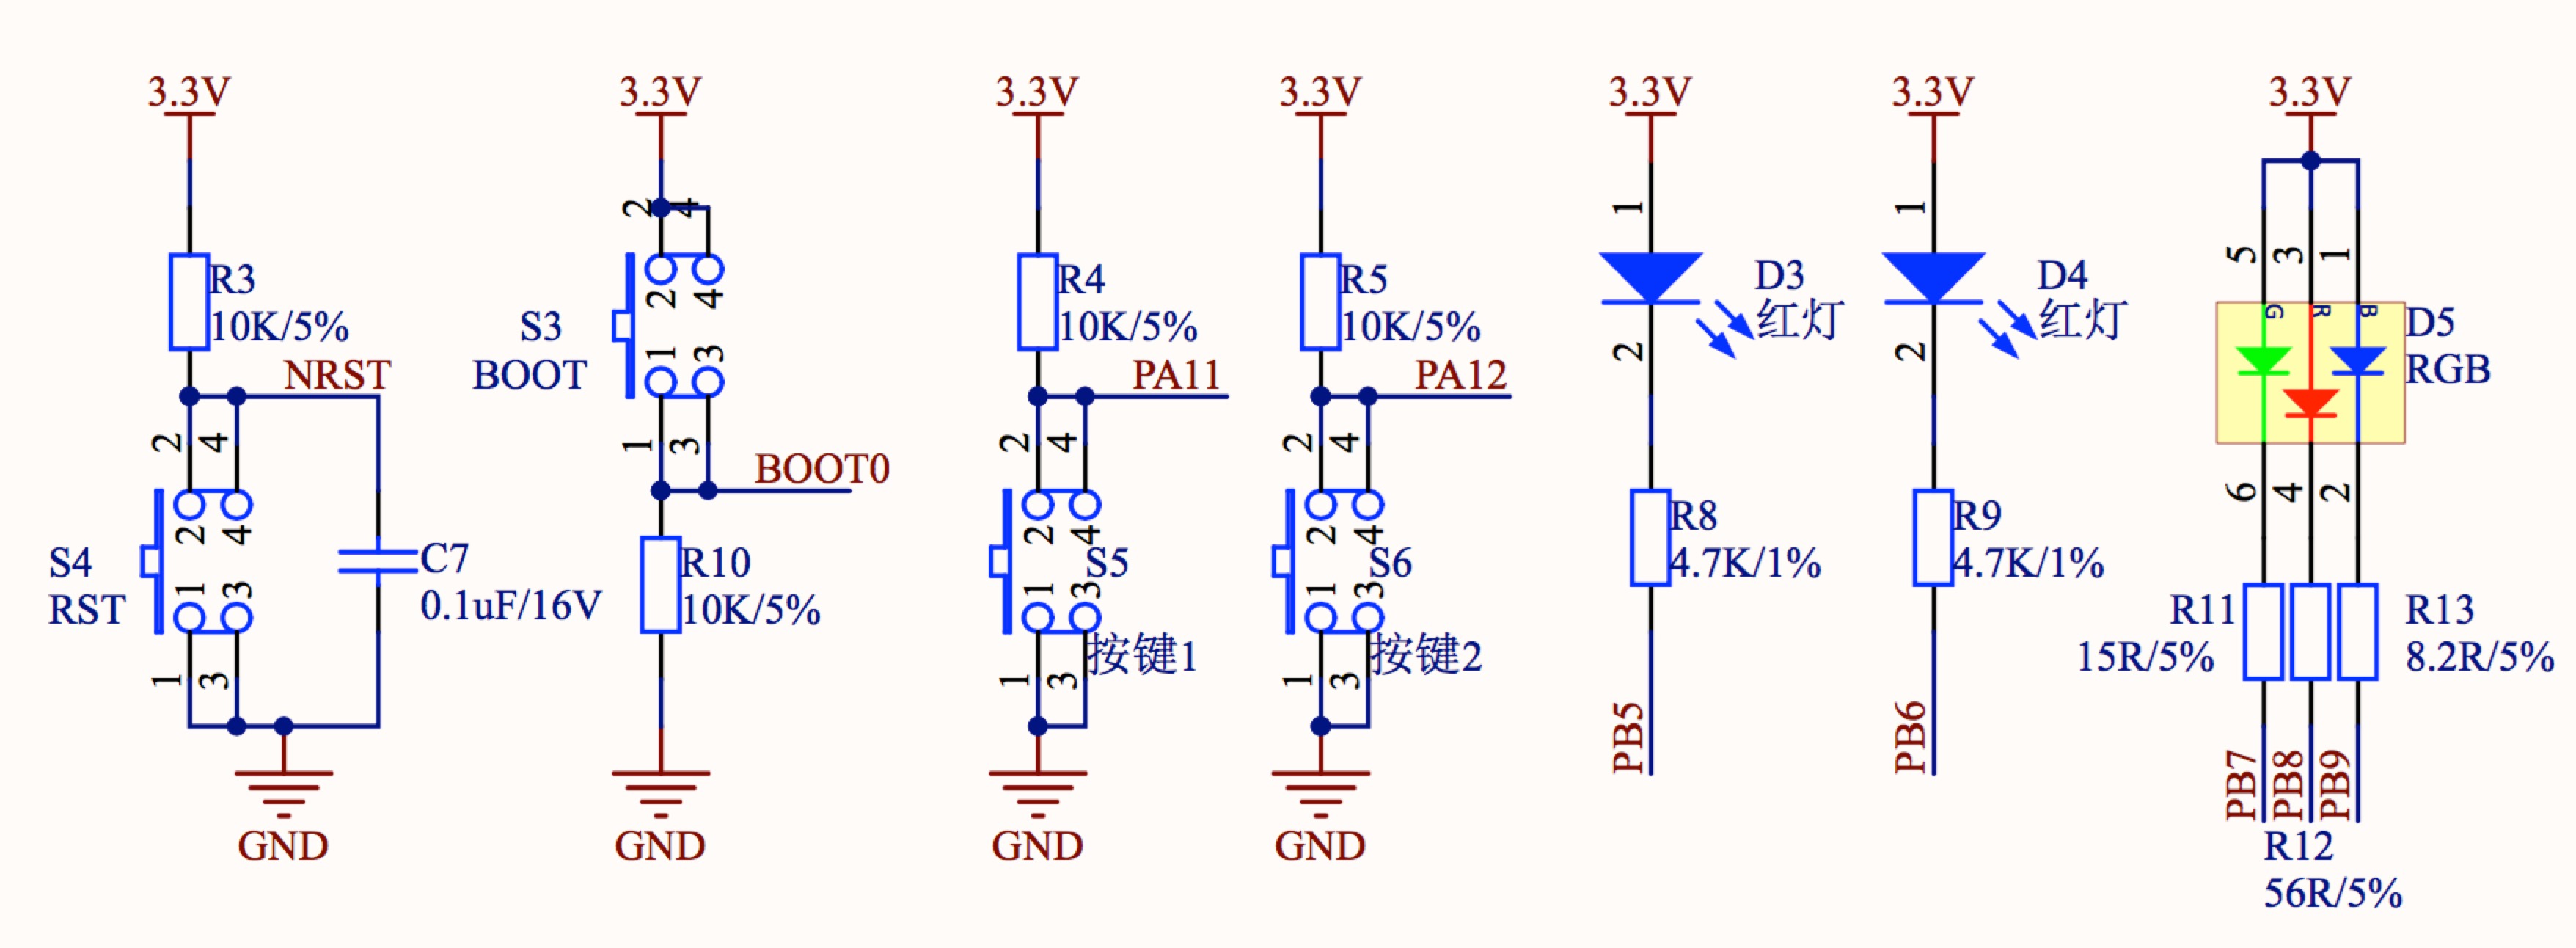 3.3V
3.3V
3.3V
3.3V
3.3V
3.3V
3.3V
R3
10K/5%
NRST
2
4
2
4
1
3
1
3
S4
RST
C7
0.1uF/16V
GND
2
4
2
4
1
3
1
3
S3
BOOT
BOOT0
R10
10K/5%
GND
R4
10K/5%
PA11
2
4
2
4
1
3
1
3
S5
按键1
GND
R5
10K/5%
PA12
2
4
2
4
1
3
1
3
S6
按键2
GND
1
D3
红灯
2
R8
4.7K/1%
PB5
1
D4
红灯
2
R9
4.7K/1%
PB6
5
3
1
G
R
B
D5
RGB
6
4
2
R11
15R/5%
R13
8.2R/5%
PB7
PB8
PB9
R12
56R/5%